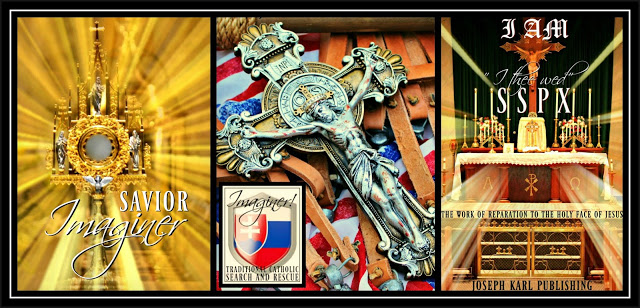 SAVIOR
Imaginer
INRI
Imaginer!
TRADITIONAL CATHOLIC
SEARCH AND RESCUE
I AM
"I thee wed"
SSPX
THE WORK OF REPARATION TO THE HOLY FACE OF JESUS
JOSEPH KARL PUBLISHING